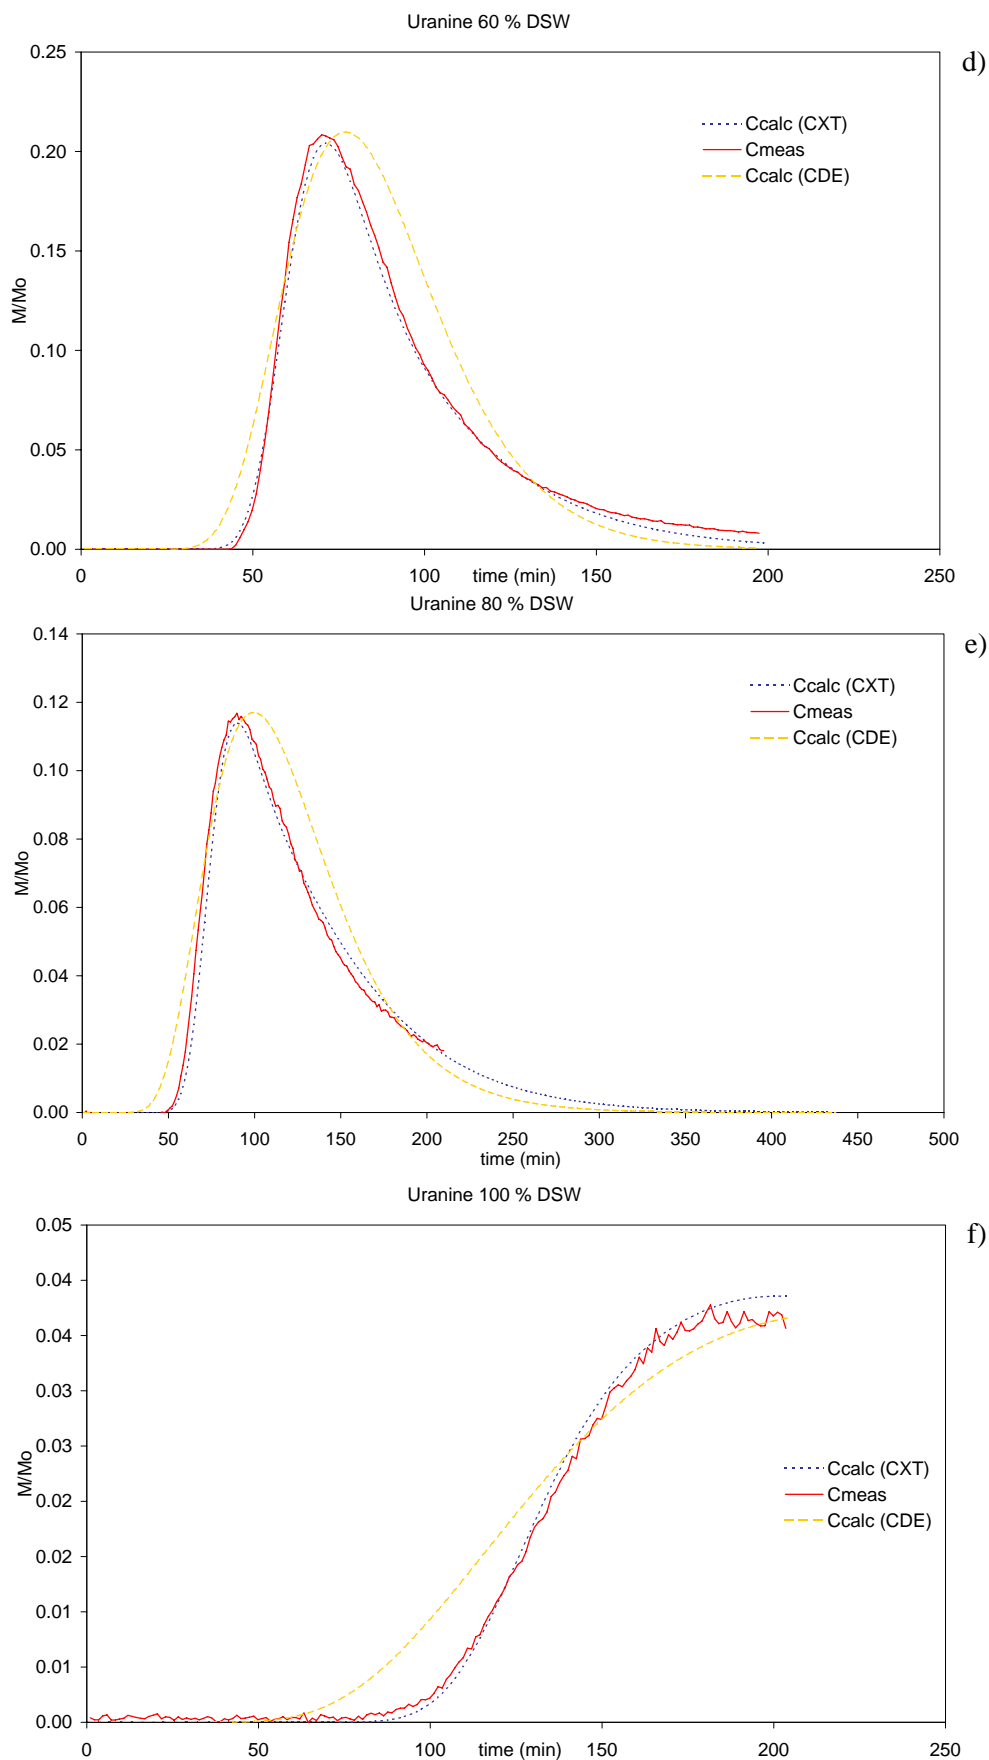 Uranine 60 % DSW
d)
0.25
0.20
0.15
0.10
0.05
0.00
M/Mo
Ccalc (CXT)
Cmeas
Ccalc (CDE)
0 50 100 150 200 250
time (min)
Uranine 80 % DSW
e)
0.14
0.12
0.10
0.08
0.06
0.04
0.02
0.00
M/Mo
Ccalc (CXT)
Cmeas
Ccalc (CDE)
0 50 100 150 200 250 300 350 400 450 500
time (min)
Uranine 100 % DSW
f)
0.05
0.04
0.04
0.03
0.03
0.02
0.02
0.01
0.01
0.00
M/Mo
Ccalc (CXT)
Cmeas
Ccalc (CDE)
0 50 100 150 200 250
time (min)